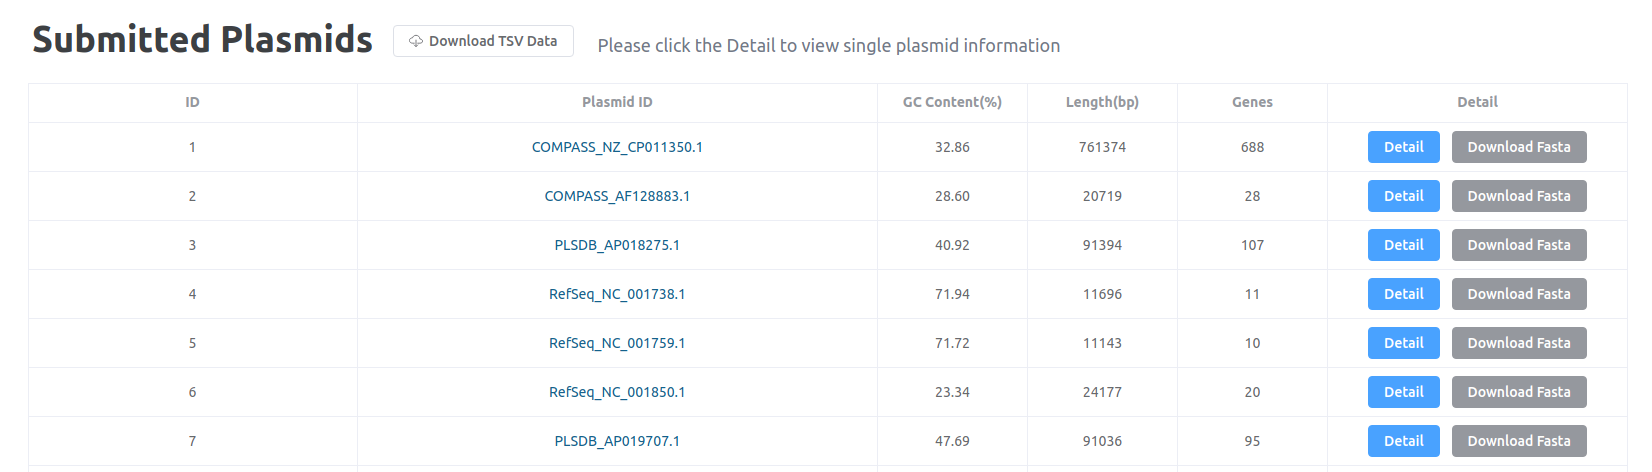 Submitted Plasmids Download TSV Data Please click the Detail to view single plasmid information
ID Plasmid ID GC Content(%) Length(bp) Genes Detail
1 COMPASS_NZ_CP011350.1 32.86 761374 688 Detail Download Fasta
2 COMPASS_AF128883.1 28.60 20719 28 Detail Download Fasta
3 PLSDB_AP018275.1 40.92 91394 107 Detail Download Fasta
4 RefSeq_NC_001738.1 71.94 11696 11 Detail Download Fasta
5 RefSeq_NC_001759.1 71.72 11143 10 Detail Download Fasta
6 RefSeq_NC_001850.1 23.34 24177 20 Detail Download Fasta
7 PLSDB_AP019707.1 47.69 91036 95 Detail Download Fasta